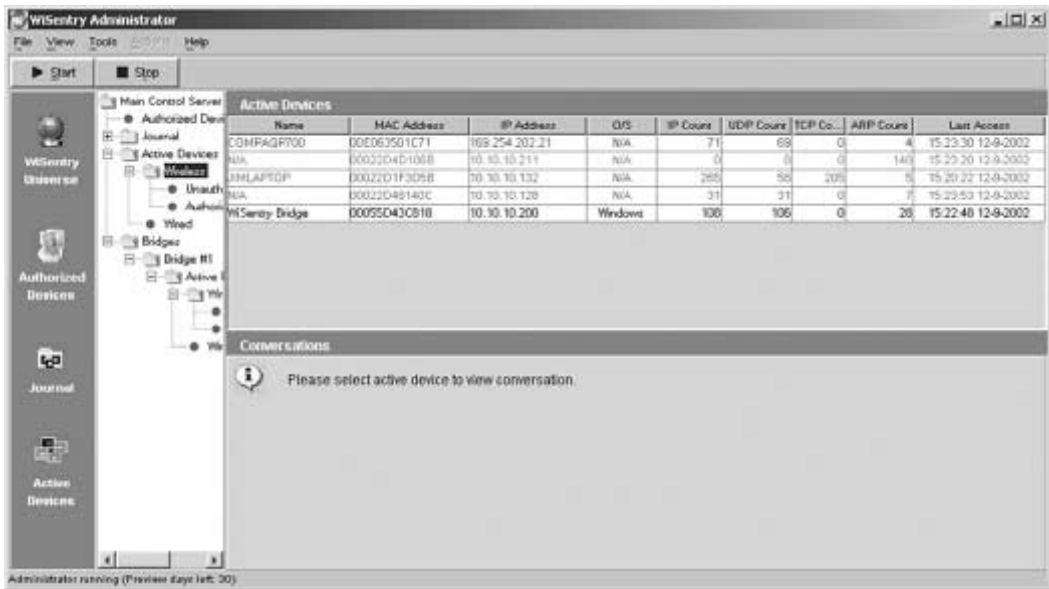 WiSentry Administrator
File View Tools Help
Start Stop
WiSentry Universe
Authorized Devices
Journal
Active Devices
Main Control Server
Authorized Devi
Journal
Active Devices
Wireless
Unauth
Authori
Wired
Bridges
Bridge #1
Active
Wir
Active Devices
Name MAC Address IP Address O/S IP Count UDP Count TCP Co... ARP Count Last Access
COMPAQP700 169.254.202.21 N/A 71 69 0 4 15:23:30 12-9-2002
N/A 10.10.10.211 N/A 0 0 0 140 15:23:20 12-9-2002
JIMLAPTOP 00022D1F3D5B 10.10.10.132 N/A 265 58 205 5 15:20:22 12-9-2002
N/A 00022D48140C 10.10.10.128 N/A 31 31 0 7 15:23:53 12-9-2002
WiSentry Bridge 00055D43C818 10.10.10.200 Windows 108 106 0 28 15:22:48 12-9-2002
Conversations
Please select active device to view conversation.
Administrator running (Preview days left: 30)